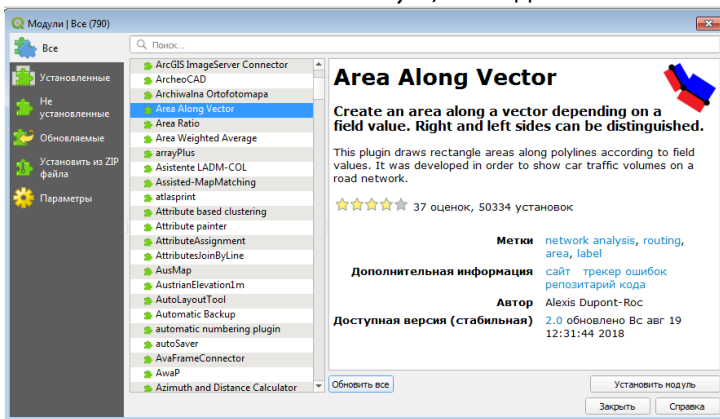 Модули | Все (790)
Все
Установленные
Не
установленные
Обновляемые
Установить из ZIP
файла
Параметры
Поиск...
ArcGIS ImageServer Connector
ArcheoCAD
Archiwalna Ortofotomapa
Area Along Vector
Area Ratio
Area Weighted Average
arrayPlus
Asistente LADM-COL
Assisted-MapMatching
atlasprint
Attribute based clustering
Attribute painter
AttributeAssignment
AttributesJoinByLine
AusMap
AustrianElevation1m
AutoLayoutTool
Automatic Backup
automatic numbering plugin
autoSaver
AvaFrameConnector
AwaP
Azimuth and Distance Calculator
Area Along Vector
Create an area along a vector depending on a
field value. Right and left sides can be distinguished.
This plugin draws rectangle areas along polylines according to field
values. It was developed in order to show car traffic volumes on a
road network.
37 оценок, 50334 установок
Метки network analysis, routing,
area, label
Дополнительная информация сайт трекер ошибок
репозитарий кода
Автор Alexis Dupont-Roc
Доступная версия (стабильная) 2.0 обновлено Вс авг 19
12:31:44 2018
Обновить все
Установить модуль
Закрыть
Справка